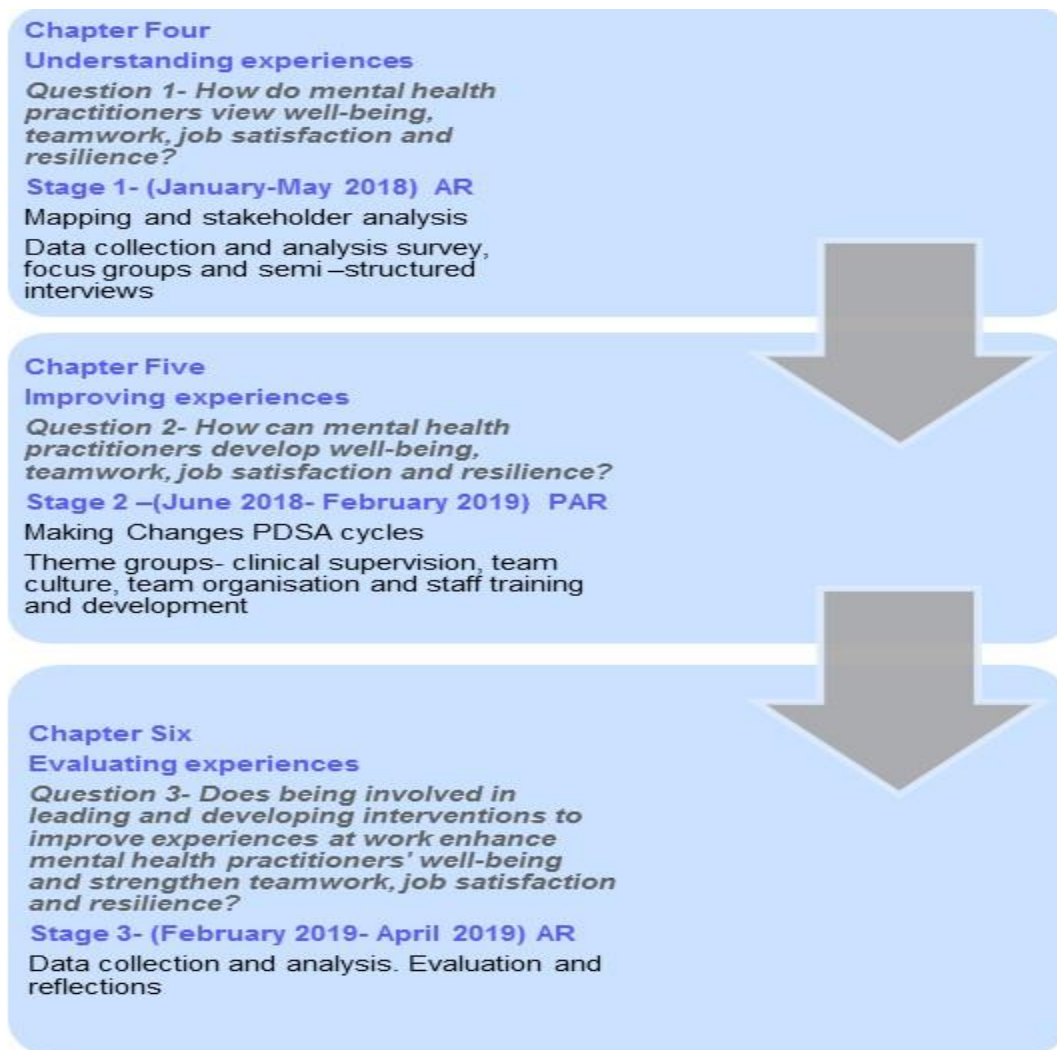 Chapter Four
Understanding experiences
Question 1- How do mental health
practitioners view well-being,
teamwork, job satisfaction and
resilience?
Stage 1- (January-May 2018) AR
Mapping and stakeholder analysis
Data collection and analysis survey,
focus groups and semi –structured
interviews
Chapter Five
Improving experiences
Question 2- How can mental health
practitioners develop well-being,
teamwork, job satisfaction and resilience?
Stage 2 –(June 2018- February 2019) PAR
Making Changes PDSA cycles
Theme groups- clinical supervision, team
culture, team organisation and staff training
and development
Chapter Six
Evaluating experiences
Question 3- Does being involved in
leading and developing interventions to
improve experiences at work enhance
mental health practitioners' well-being
and strengthen teamwork, job satisfaction
and resilience?
Stage 3- (February 2019- April 2019) AR
Data collection and analysis. Evaluation and
reflections